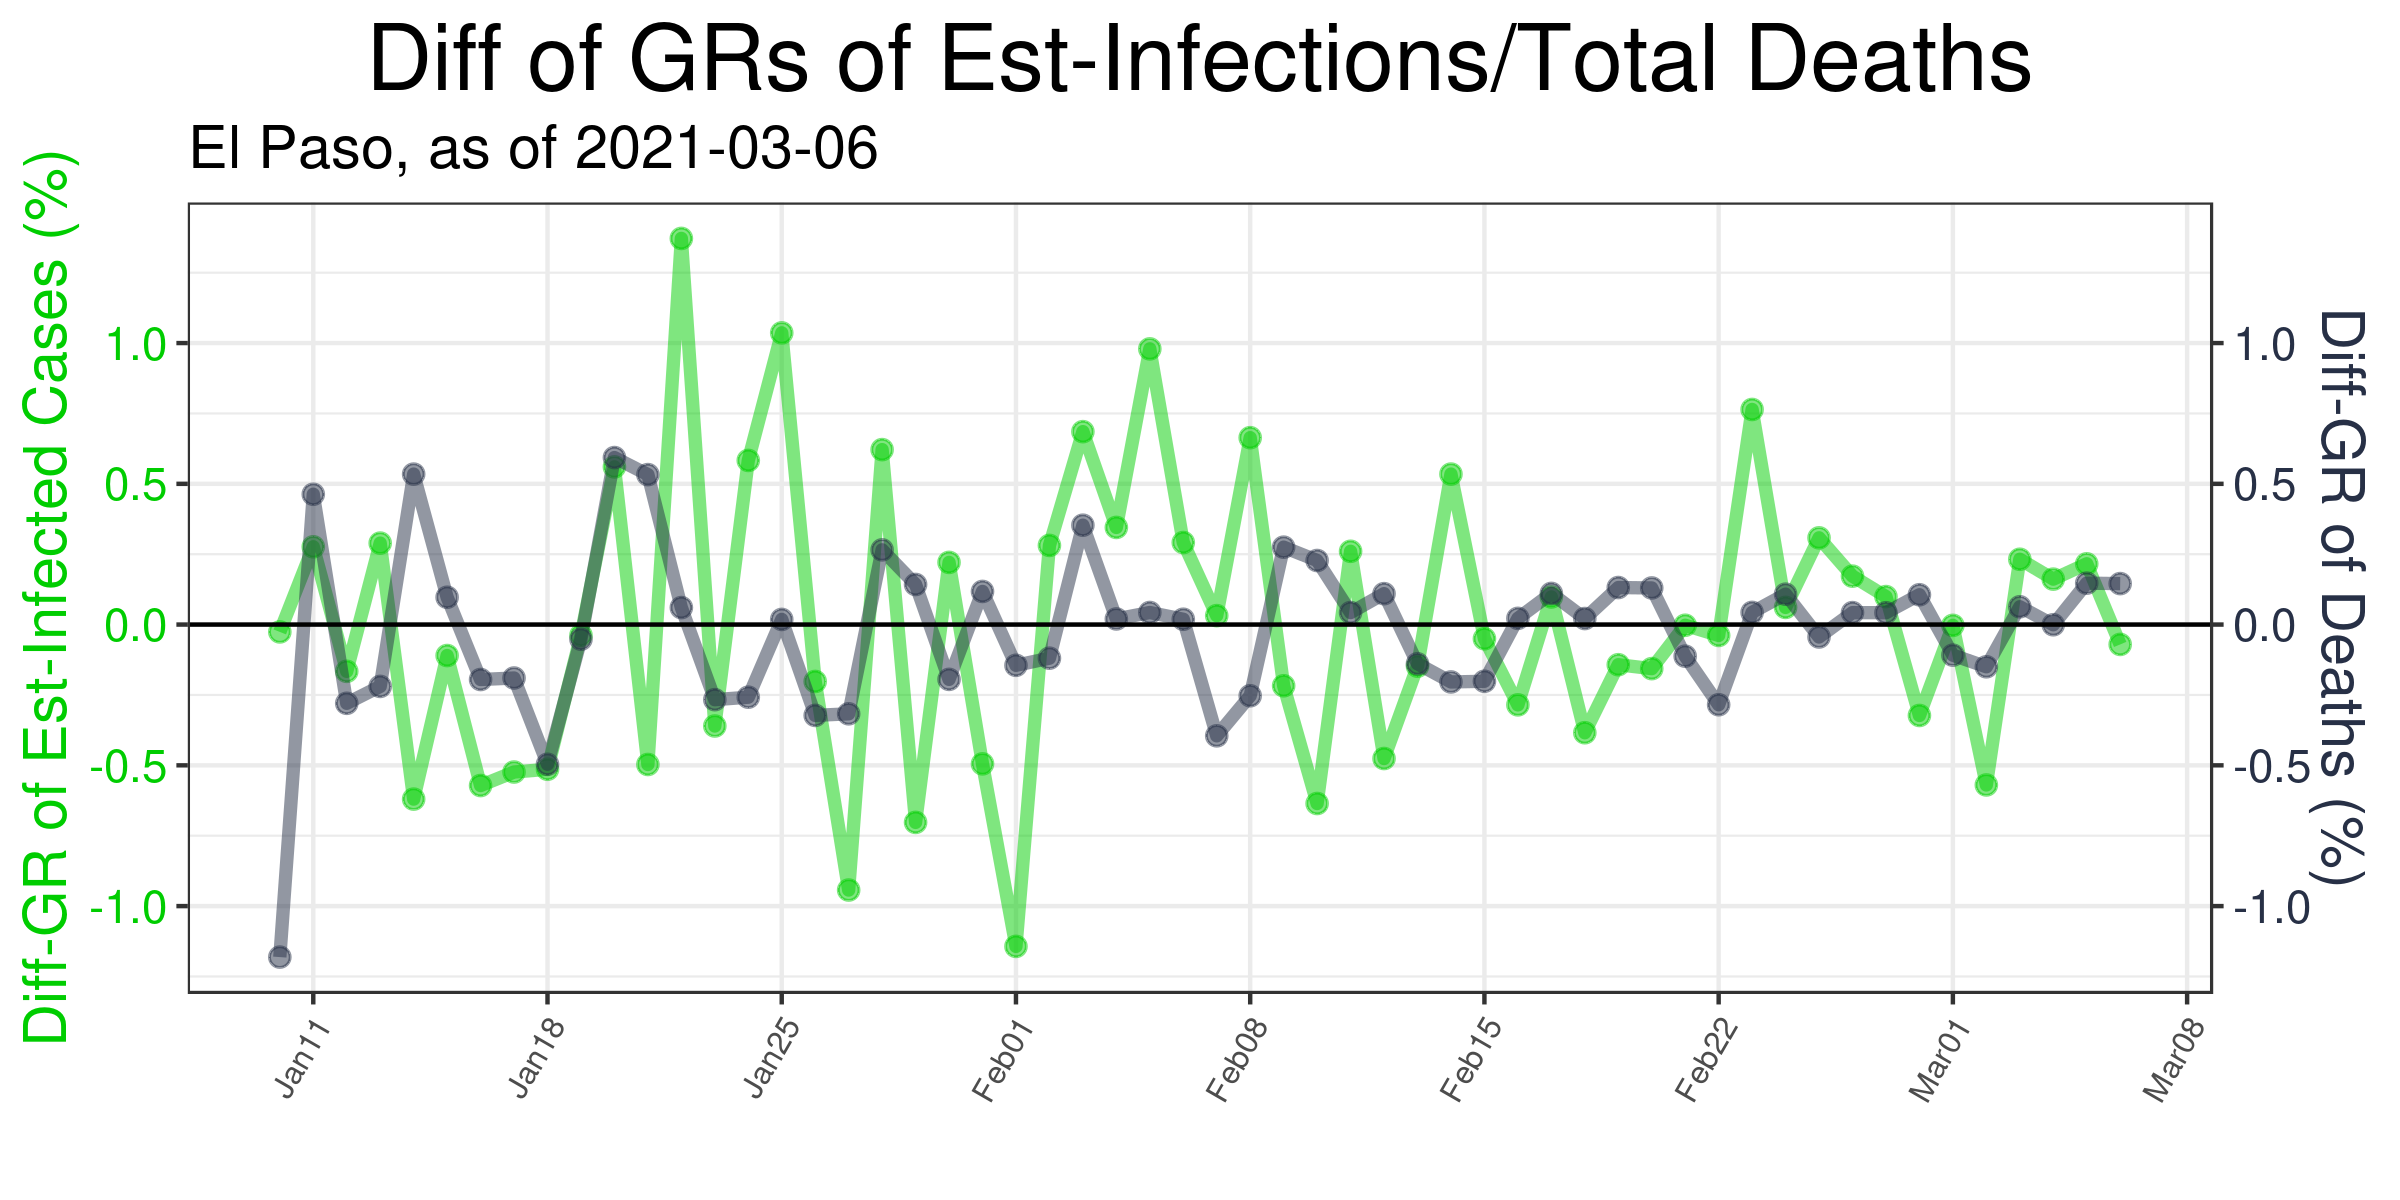 Diff of GRs of Est-Infections/Total Deaths
El Paso, as of 2021-03-06
Diff-GR of Est-Infected Cases (%)
1.0
0.5
0.0
-0.5
-1.0
1.0
0.5
0.0
-0.5
-1.0
Diff-GR of Deaths (%)
Jan11
Jan18
Jan25
Feb01
Feb08
Feb15
Feb22
Mar01
Mar08